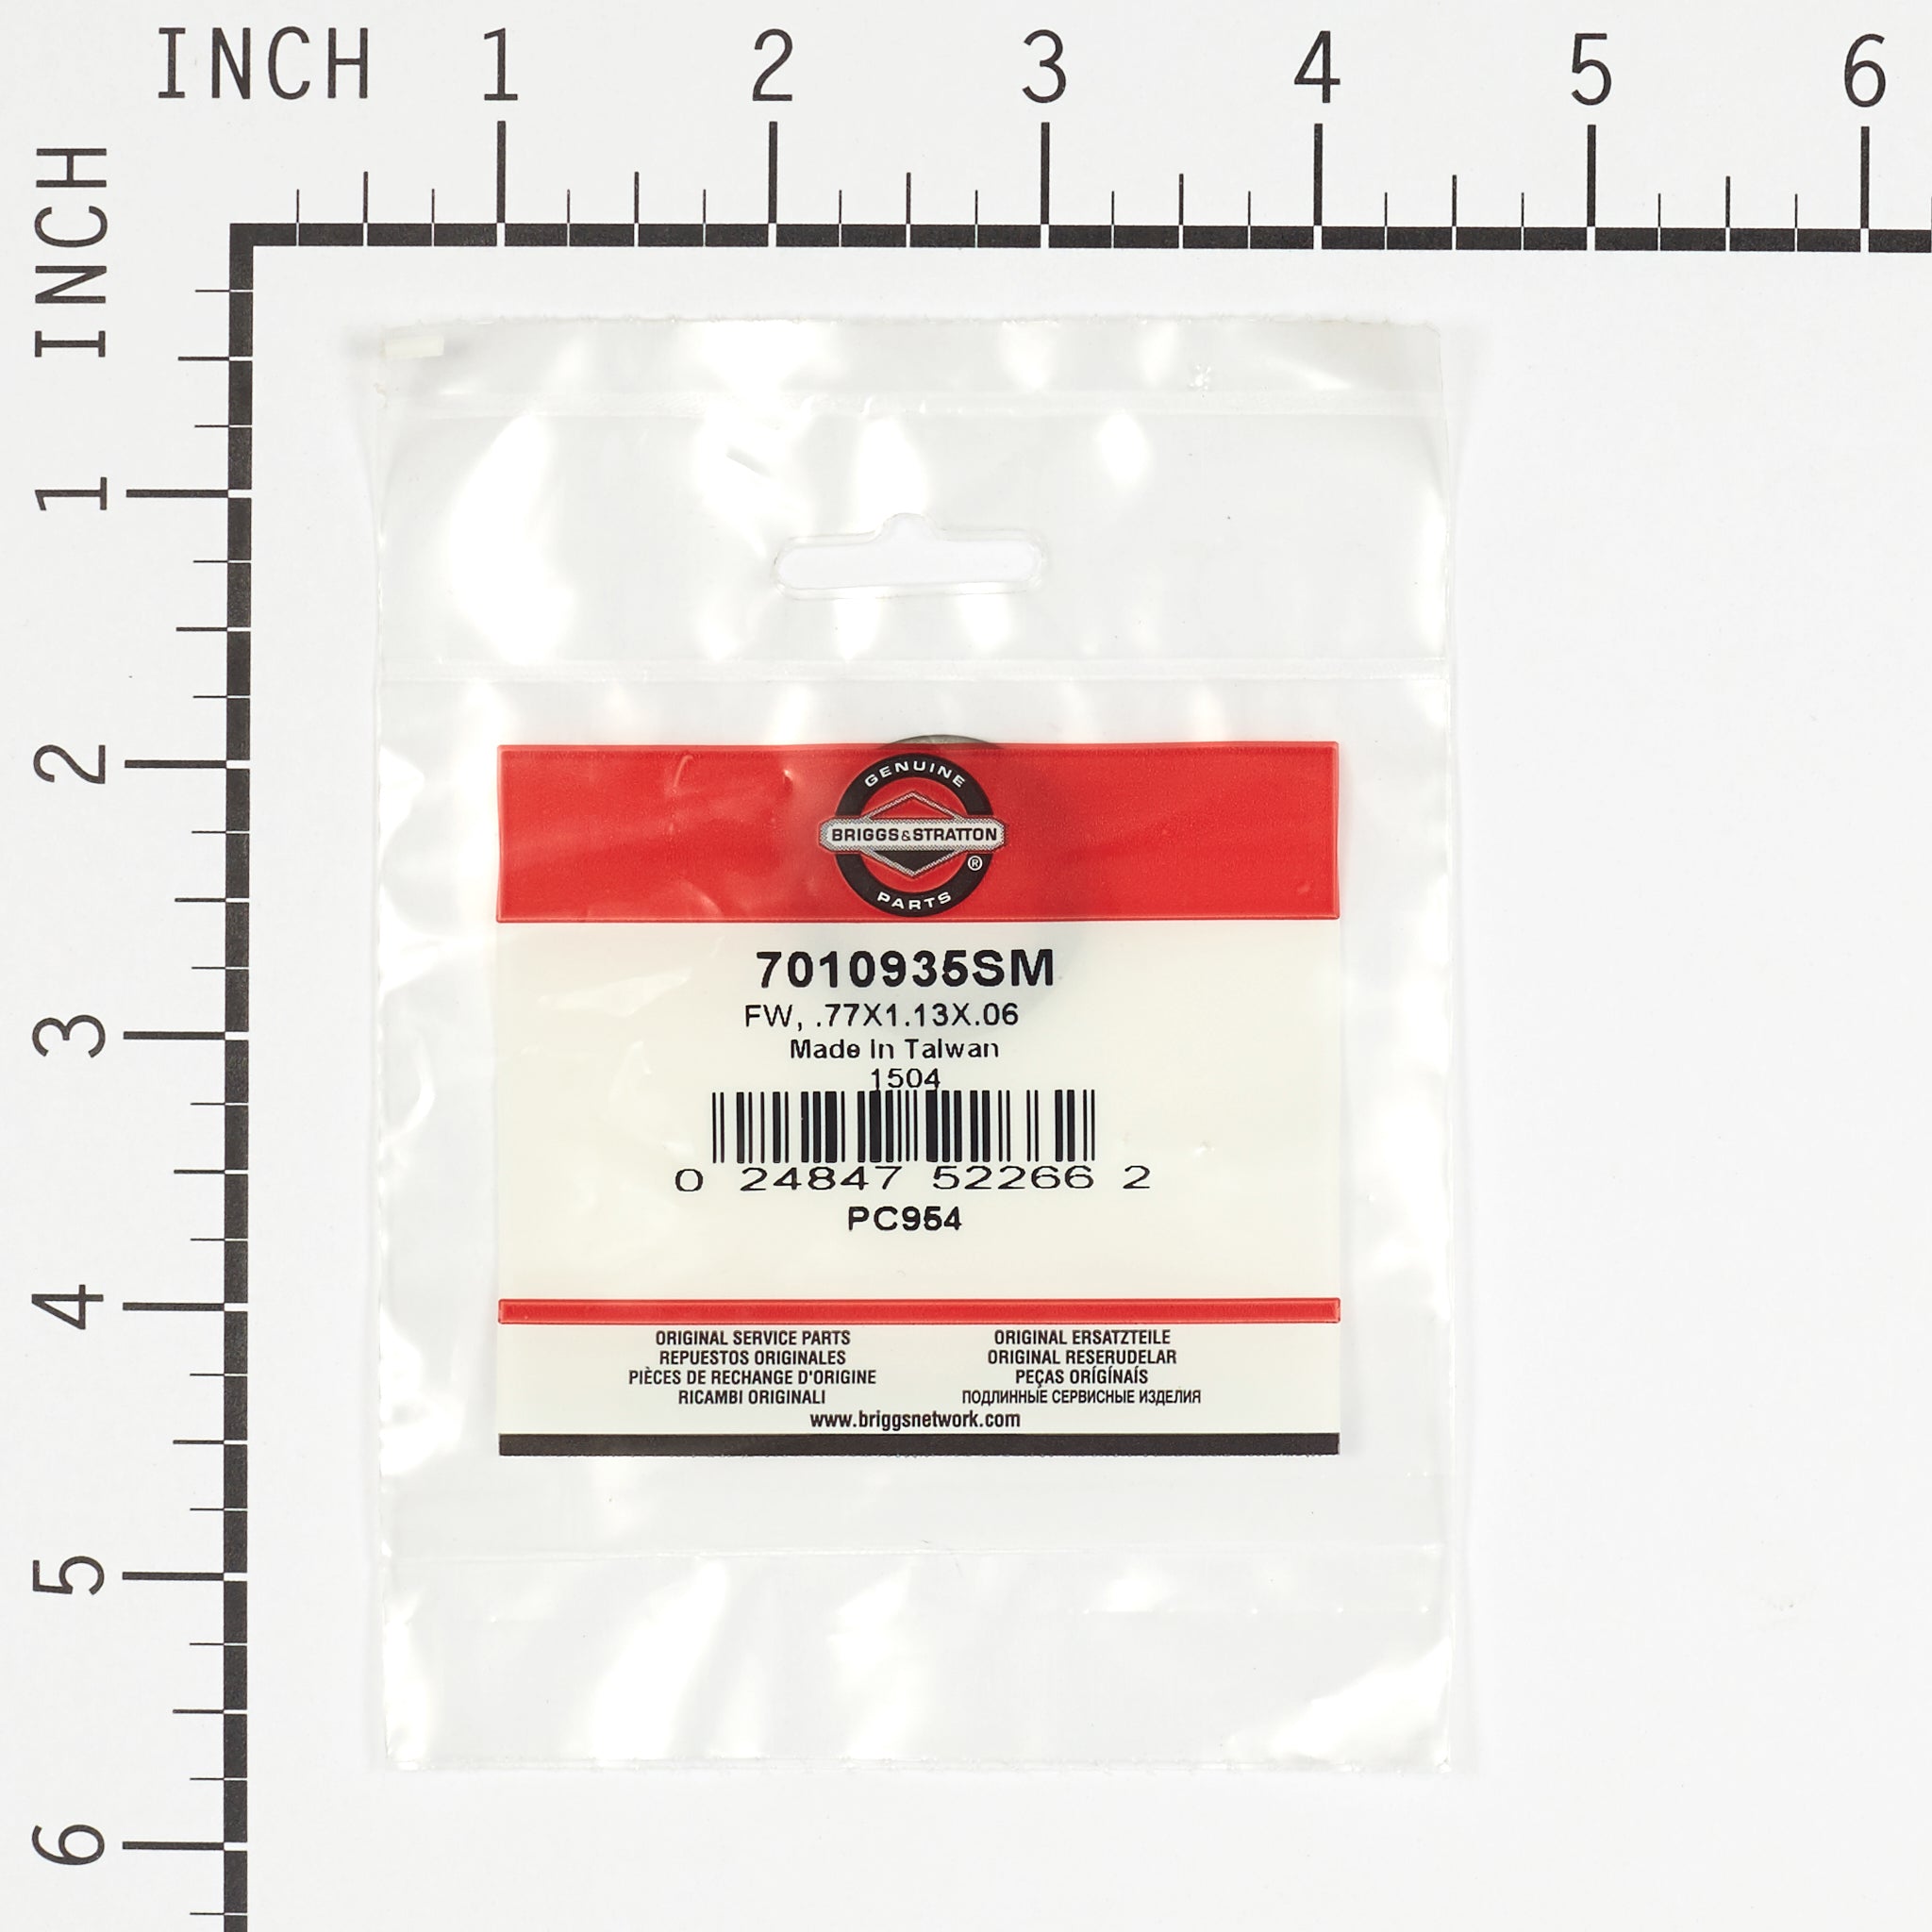 INCH 1 2 3 4 5 6
INCH 1 2 3 4 5 6
GENUINE
BRIGGS&STRATTON
®
PARTS
7010935SM
FW, .77X1.13X.06
Made In Taiwan
1504
0 24847 52266 2
PC954
ORIGINAL SERVICE PARTS
REPUESTOS ORIGINALES
PIÈCES DE RECHANGE D'ORIGINE
RICAMBI ORIGINALI
ORIGINAL ERSATZTEILE
ORIGINAL RESERUDELAR
PEÇAS ORÍGÍNAÍS
ПОДЛИННЫЕ СЕРВИСНЫЕ ИЗДЕЛИЯ
www.briggsnetwork.com